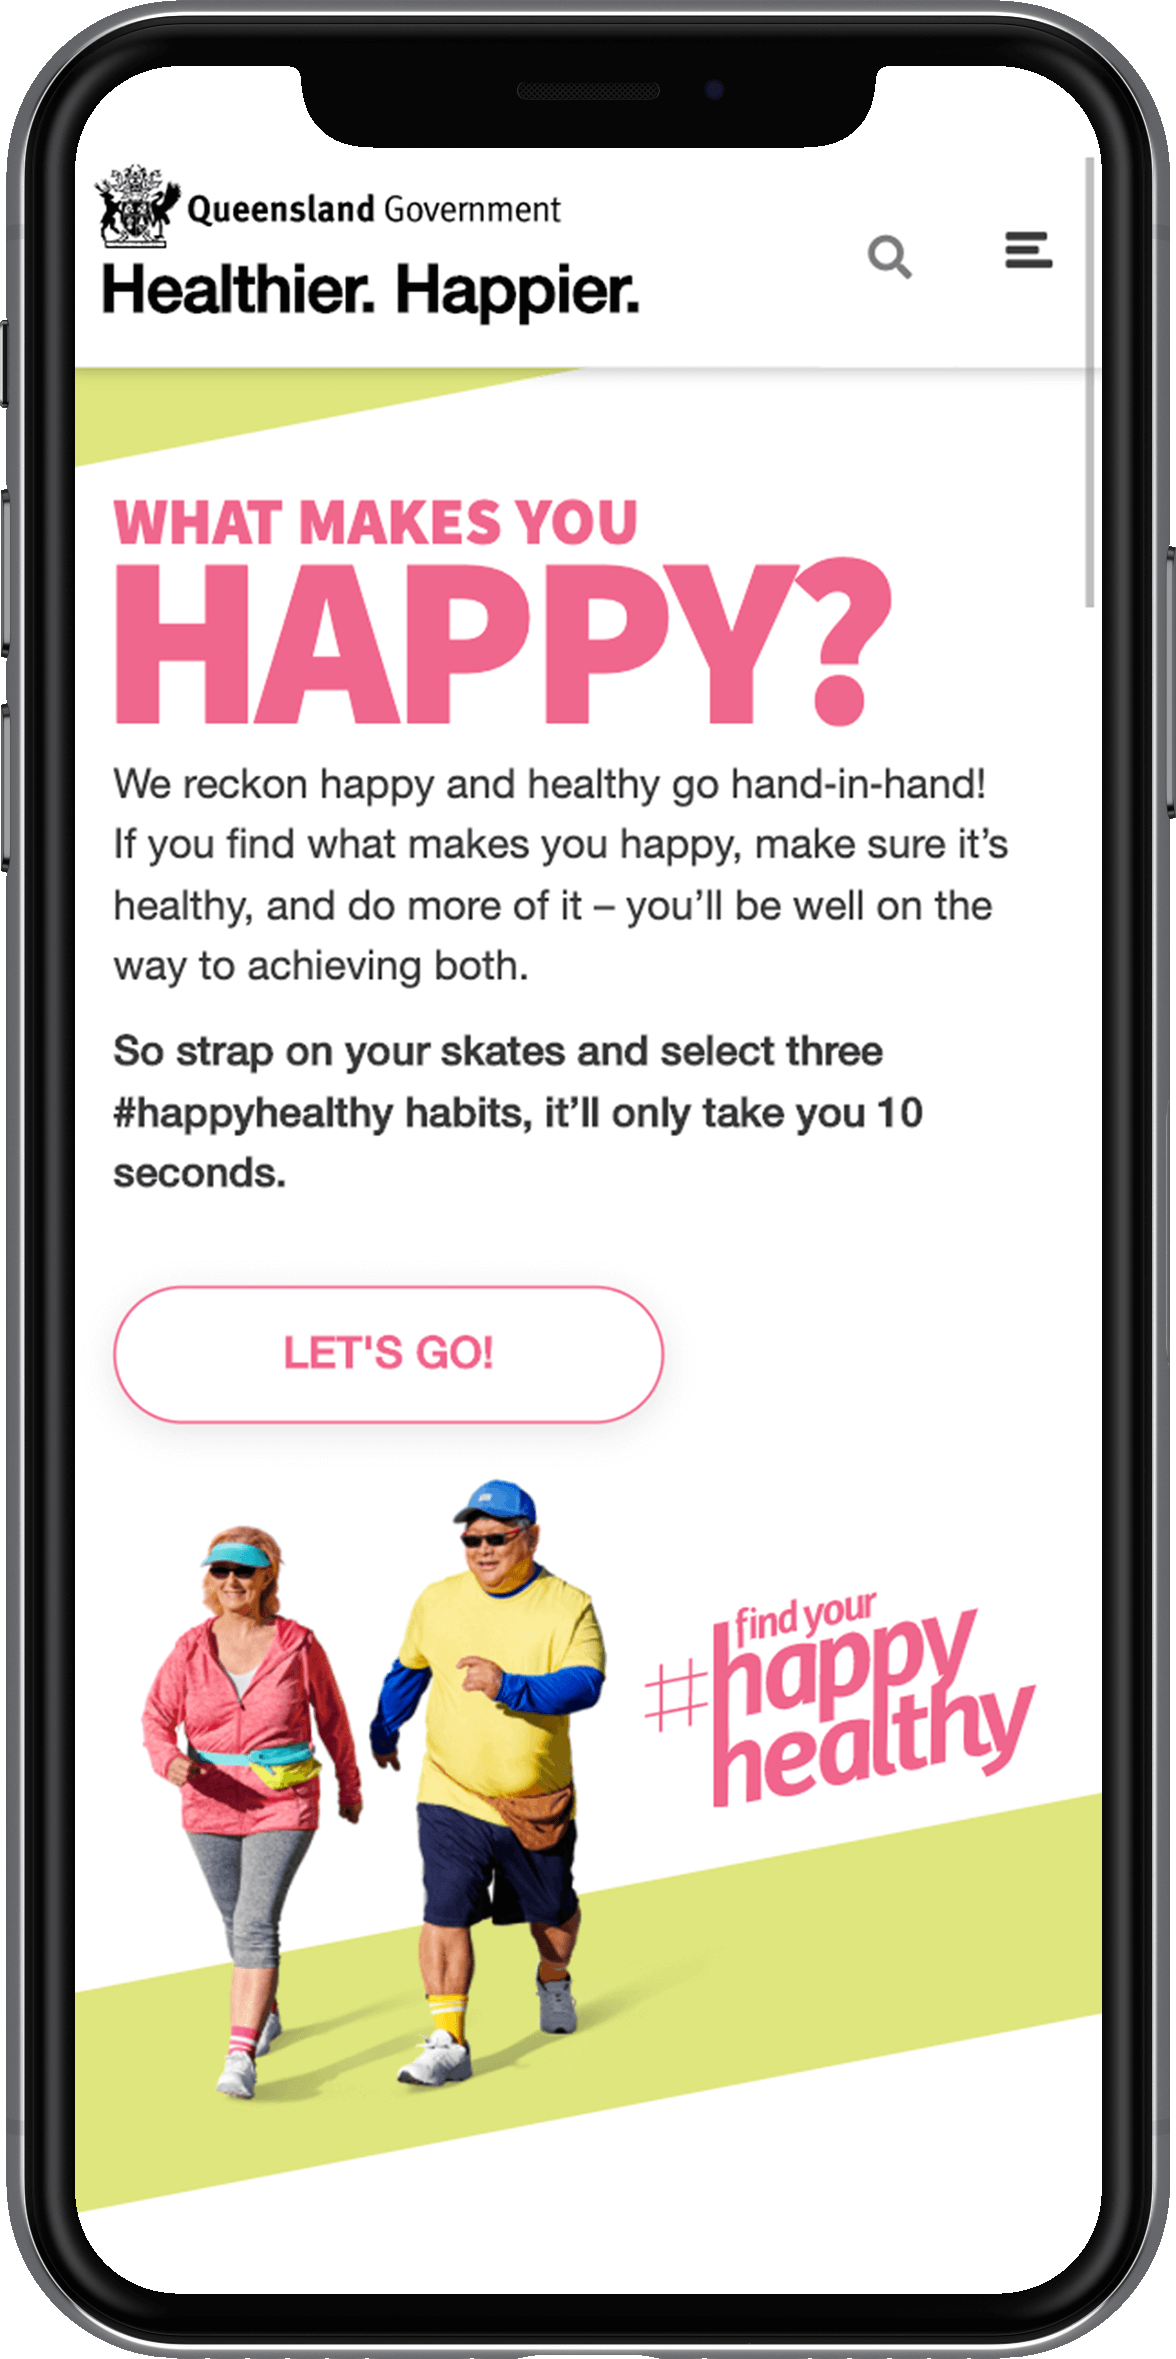 Queensland Government
Healthier. Happier.
WHAT MAKES YOU
HAPPY?
We reckon happy and healthy go hand-in-hand!
If you find what makes you happy, make sure it’s
healthy, and do more of it – you’ll be well on the
way to achieving both.
So strap on your skates and select three
#happyhealthy habits, it’ll only take you 10
seconds.
LET'S GO!
find your
#happy
healthy